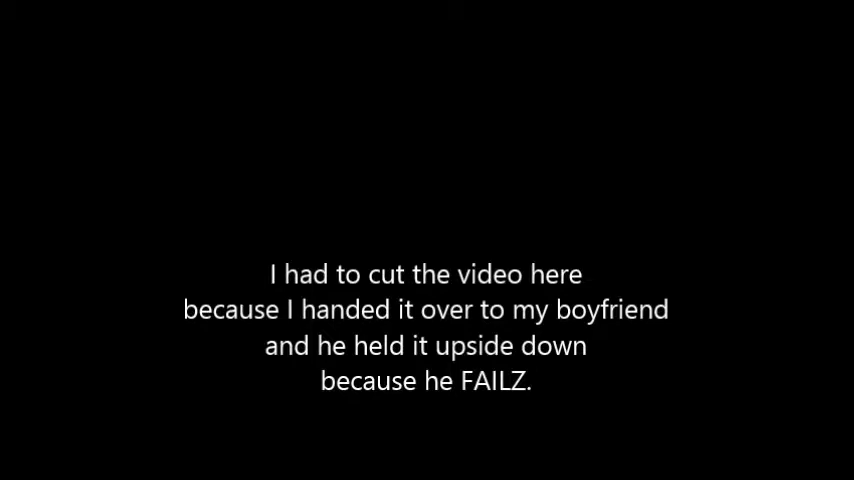 I had to cut the video here
because I handed it over to my boyfriend
and he held it upside down
because he FAILZ.